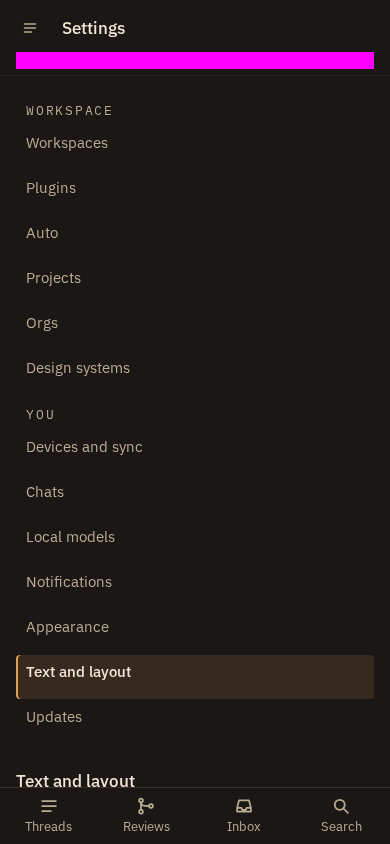 Settings
WORKSPACE
Workspaces
Plugins
Auto
Projects
Orgs
Design systems
YOU
Devices and sync
Chats
Local models
Notifications
Appearance
Text and layout
Updates
Text and layout
Threads
Reviews
Inbox
Search